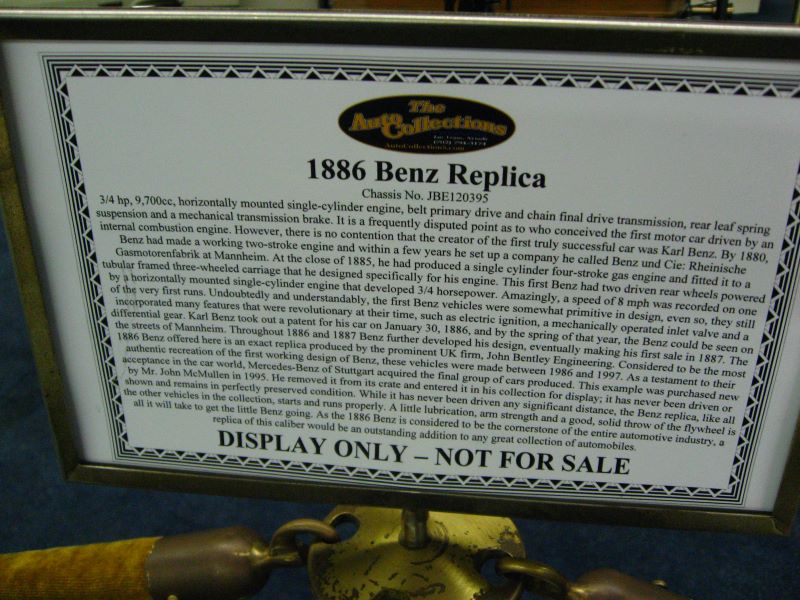 The
Auto Collections
Las Vegas, Nevada
(702) 794-3174
AutoCollections.com
1886 Benz Replica
Chassis No. JBE120395
3/4 hp, 9,700cc, horizontally mounted single-cylinder engine, belt primary drive and chain final drive transmission, rear leaf spring
suspension and a mechanical transmission brake. It is a frequently disputed point as to who conceived the first motor car driven by an
internal combustion engine. However, there is no contention that the creator of the first truly successful car was Karl Benz. By 1880,
Benz had made a working two-stroke engine and within a few years he set up a company he called Benz und Cie: Rheinische
Gasmotorenfabrik at Mannheim. At the close of 1885, he had produced a single cylinder four-stroke gas engine and fitted it to a
tubular framed three-wheeled carriage that he designed specifically for his engine. This first Benz had two driven rear wheels powered
by a horizontally mounted single-cylinder engine that developed 3/4 horsepower. Amazingly, a speed of 8 mph was recorded on one
of the very first runs. Undoubtedly and understandably, the first Benz vehicles were somewhat primitive in design, even so, they still
incorporated many features that were revolutionary at their time, such as electric ignition, a mechanically operated inlet valve and a
differential gear. Karl Benz took out a patent for his car on January 30, 1886, and by the spring of that year, the Benz could be seen on
the streets of Mannheim. Throughout 1886 and 1887 Benz further developed his design, eventually making his first sale in 1887. The
1886 Benz offered here is an exact replica produced by the prominent UK firm, John Bentley Engineering. Considered to be the most
authentic recreation of the first working design of Benz, these vehicles were made between 1986 and 1997. As a testament to their
acceptance in the car world, Mercedes-Benz of Stuttgart acquired the final group of cars produced. This example was purchased new
by Mr. John McMullen in 1995. He removed it from its crate and entered it in his collection for display; it has never been driven or
shown and remains in perfectly preserved condition. While it has never been driven any significant distance, the Benz replica, like all
the other vehicles in the collection, starts and runs properly. A little lubrication, arm strength and a good, solid throw of the flywheel is
all it will take to get the little Benz going. As the 1886 Benz is considered to be the cornerstone of the entire automotive industry, a
replica of this caliber would be an outstanding addition to any great collection of automobiles.
DISPLAY ONLY – NOT FOR SALE